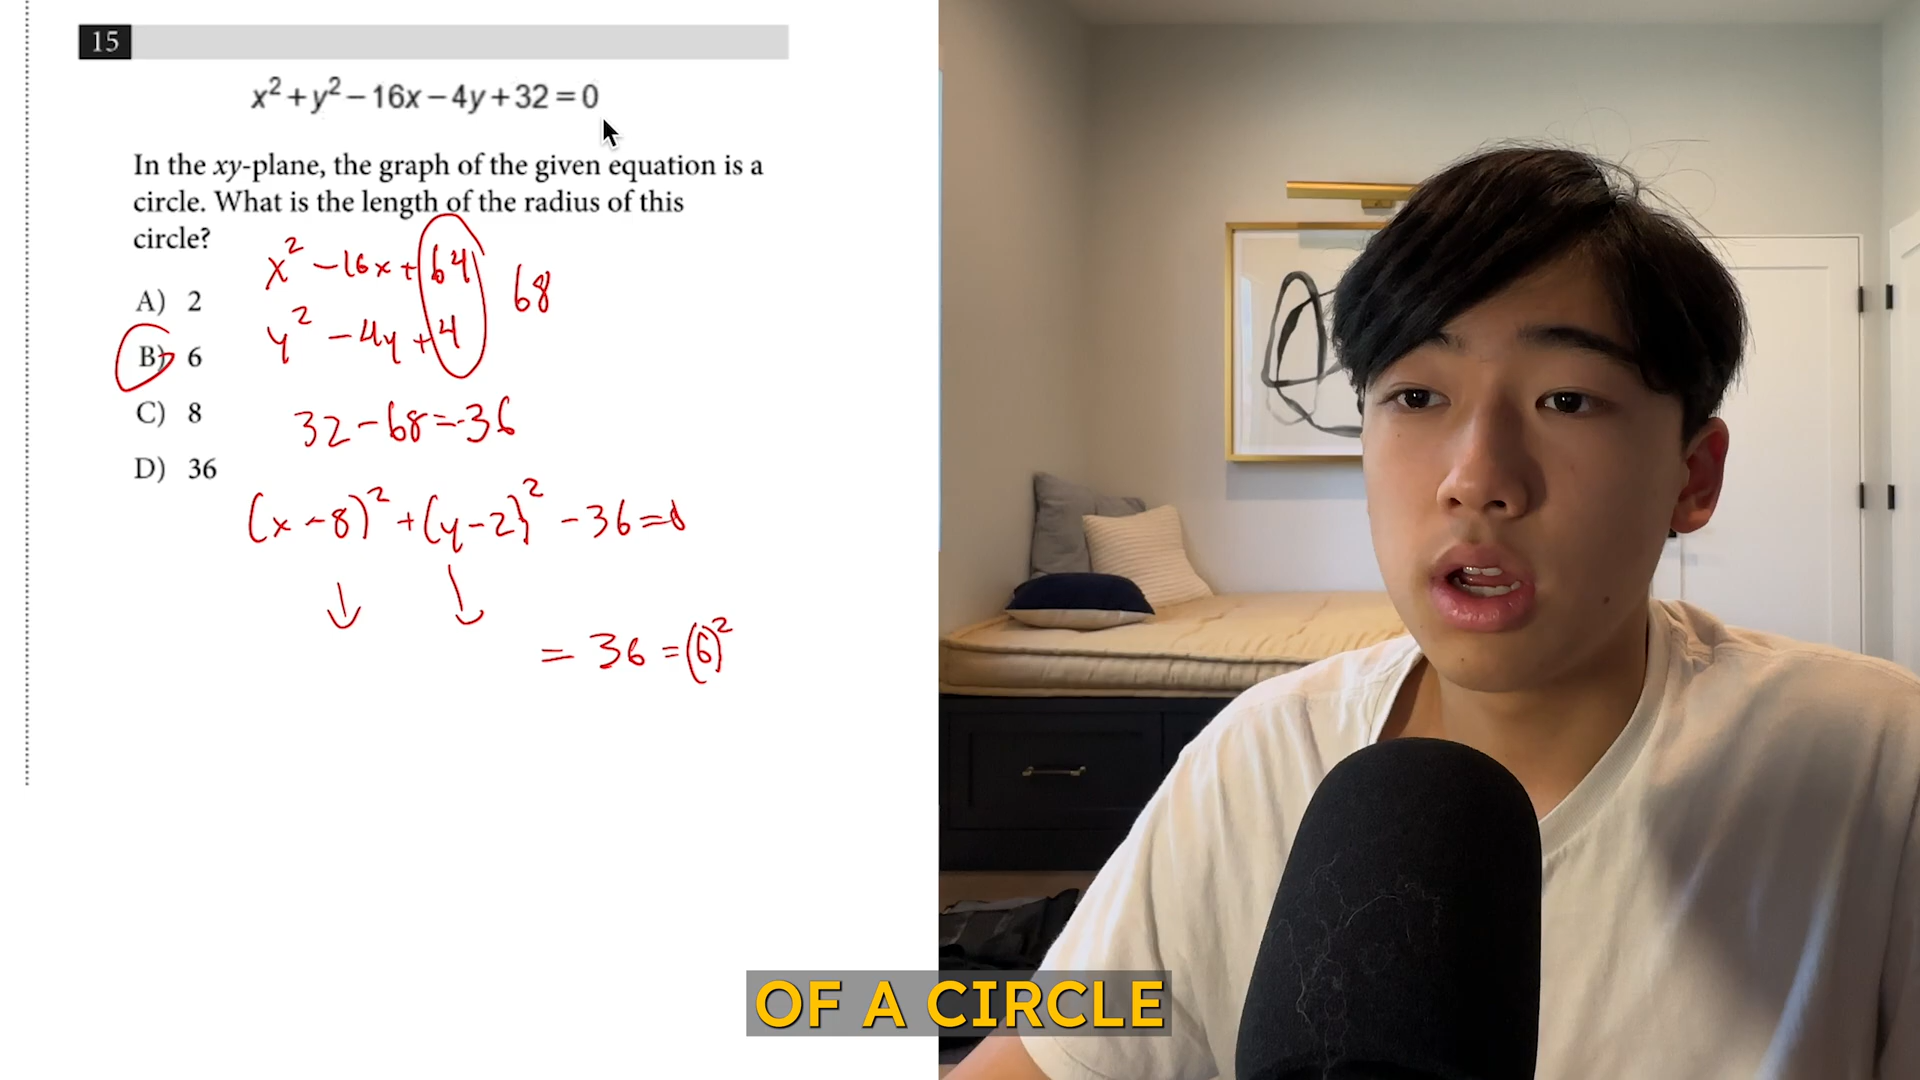 15
x² + y² – 16x – 4y + 32 = 0
In the xy-plane, the graph of the given equation is a
circle. What is the length of the radius of this
circle?
A) 2
B) 6
C) 8
D) 36
x² – 16x + 64
68
y² – 4y + 4
32 – 68 = -36
(x – 8)² + (y – 2)² – 36 = 0
= 36 = (6)²
OF A CIRCLE